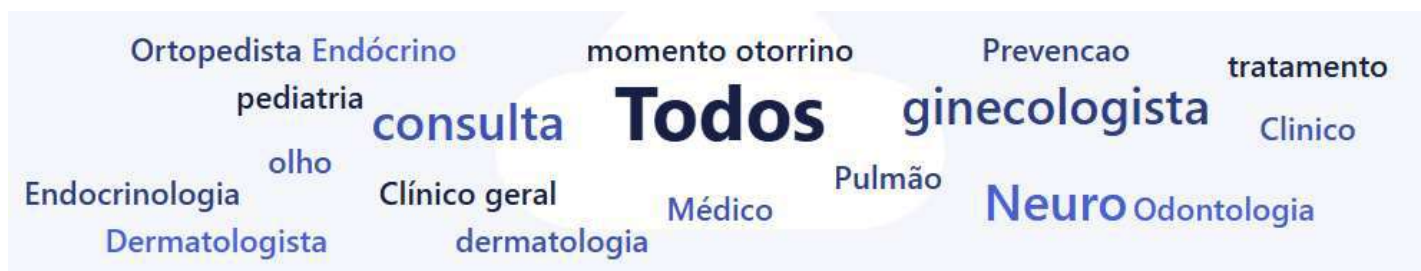 Ortopedista Endócrino momento otorrino Prevencao tratamento
pediatria consulta Todos ginecologista Clinico
olho Pulmão
Endocrinologia Clínico geral Médico Neuro Odontologia
Dermatologista dermatologia